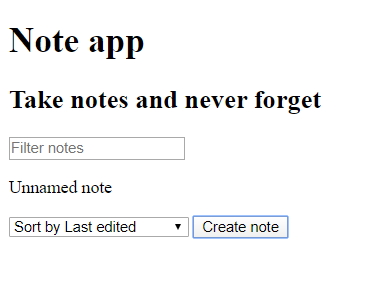 Note app
Take notes and never forget
Filter notes
Unnamed note
Sort by Last edited Create note